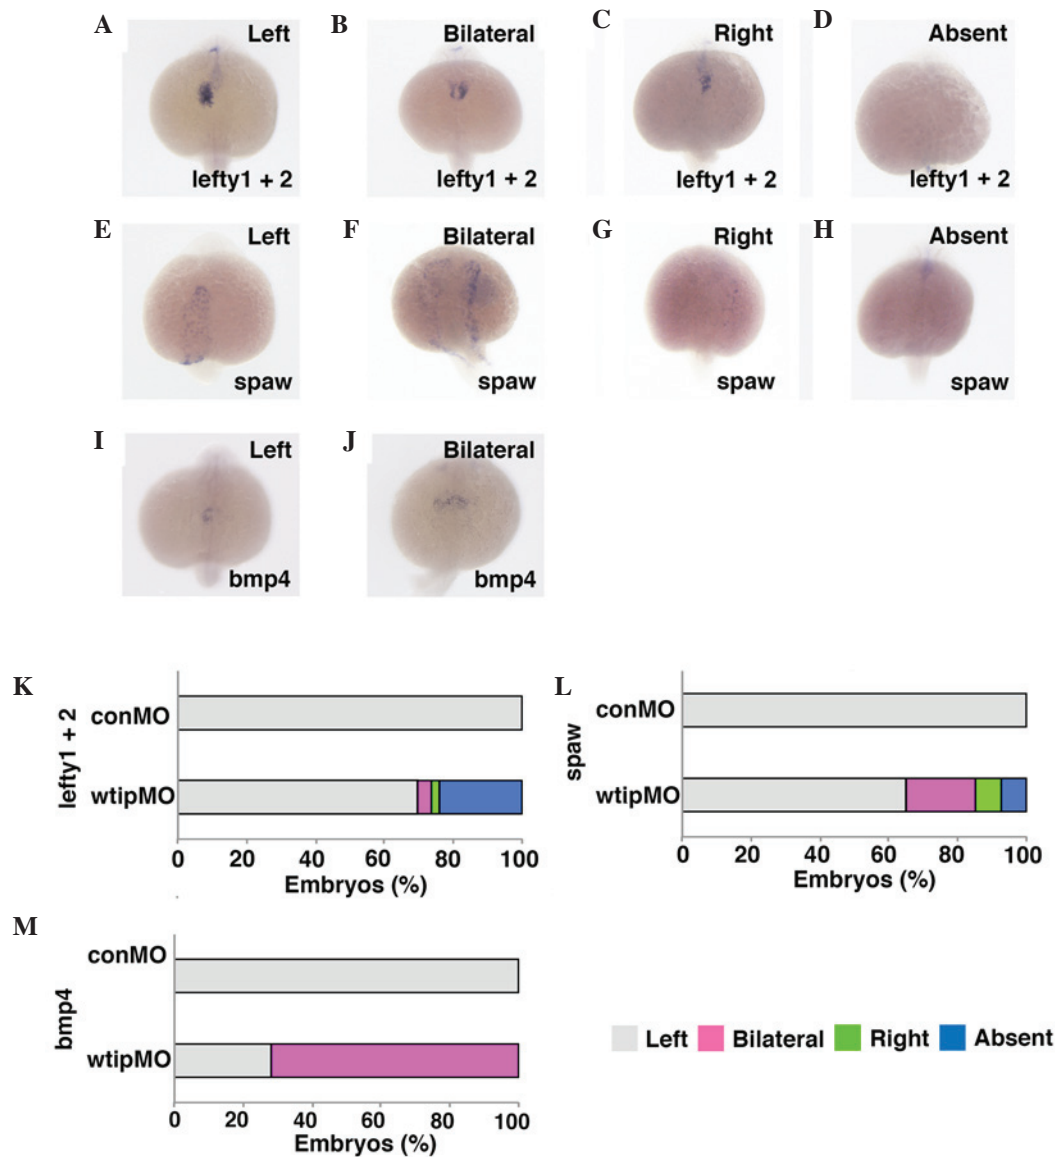 A Left lefty1 + 2
B Bilateral lefty1 + 2
C Right lefty1 + 2
D Absent lefty1 + 2
E Left spaw
F Bilateral spaw
G Right spaw
H Absent spaw
I Left bmp4
J Bilateral bmp4
K
lefty1 + 2
conMO
wtipMO
0 20 40 60 80 100
Embryos (%)
L
spaw
conMO
wtipMO
0 20 40 60 80 100
Embryos (%)
M
bmp4
conMO
wtipMO
0 20 40 60 80 100
Embryos (%)
Left Bilateral Right Absent